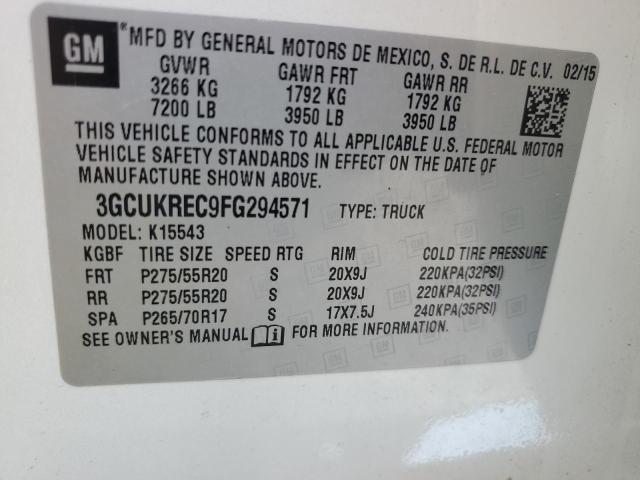 GM *MFD BY GENERAL MOTORS DE MEXICO, S. DE R.L. DE C.V. 02/15
GVWR GAWR FRT GAWR RR
3266 KG 1792 KG 1792 KG
7200 LB 3950 LB 3950 LB
THIS VEHICLE CONFORMS TO ALL APPLICABLE U.S. FEDERAL MOTOR
VEHICLE SAFETY STANDARDS IN EFFECT ON THE DATE OF
MANUFACTURE SHOWN ABOVE.
3GCUKREC9FG294571 TYPE: TRUCK
MODEL: K15543
KGBF TIRE SIZE SPEED RTG RIM COLD TIRE PRESSURE
FRT P275/55R20 S 20X9J 220KPA(32PSI)
RR P275/55R20 S 20X9J 220KPA(32PSI)
SPA P265/70R17 S 17X7.5J 240KPA(35PSI)
SEE OWNER'S MANUAL FOR MORE INFORMATION.